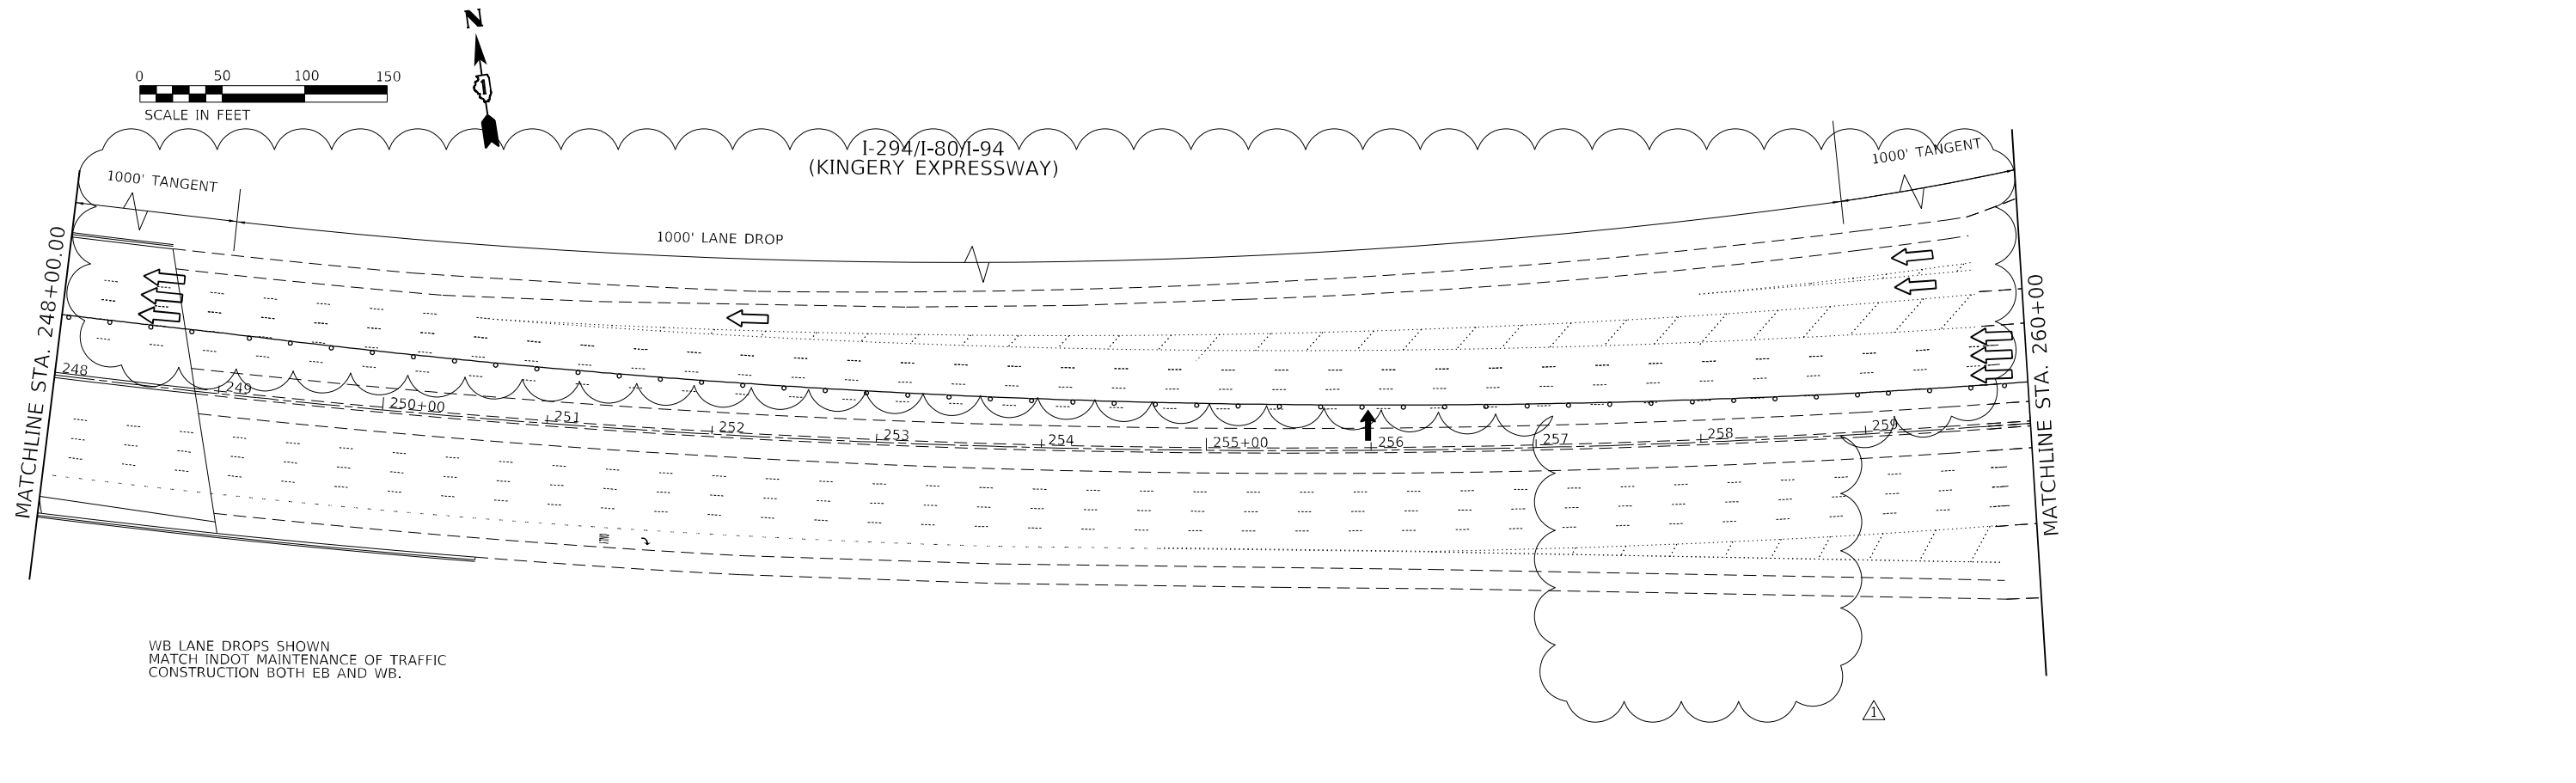 N
0 50 100 150
SCALE IN FEET
I
I-294/I-80/I-94
(KINGERY EXPRESSWAY)
1000' TANGENT
1000' TANGENT
1000' LANE DROP
MATCHLINE STA. 248+00.00
MATCHLINE STA. 260+00
248
249
250+00
251
252
253
254
255+00
256
257
258
259
WB LANE DROPS SHOWN
MATCH INDOT MAINTENANCE OF TRAFFIC
CONSTRUCTION BOTH EB AND WB.
1